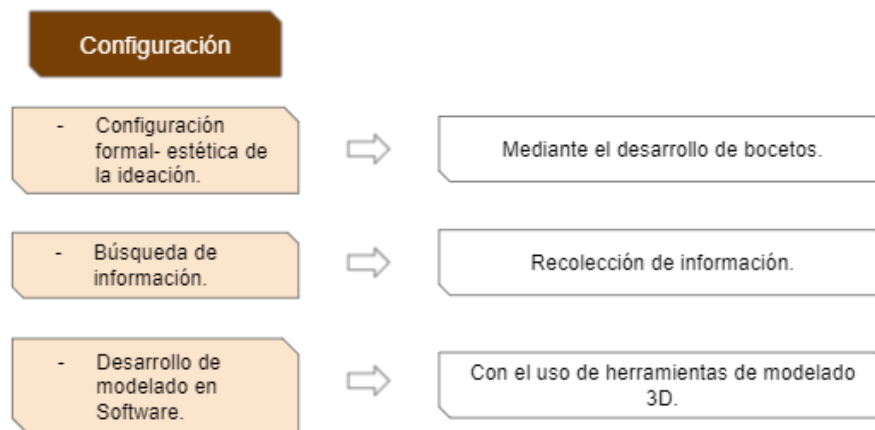 Configuración
- Configuración
formal- estética de
la ideación.
Mediante el desarrollo de bocetos.
- Búsqueda de
información.
Recolección de información.
- Desarrollo de
modelado en
Software.
Con el uso de herramientas de modelado
3D.